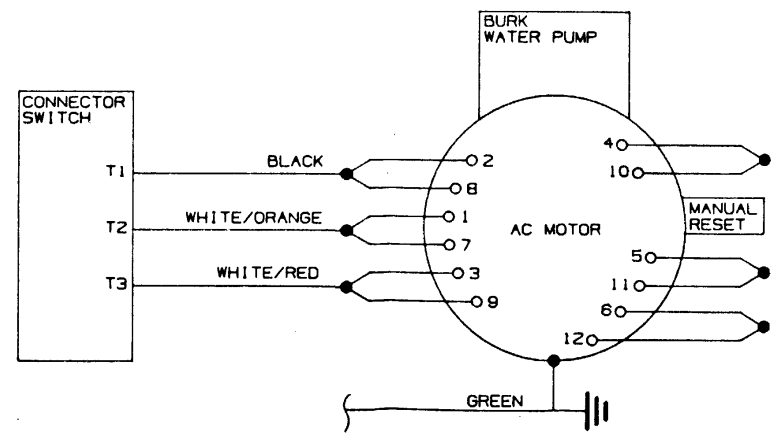 BURK
WATER PUMP
CONNECTOR
SWITCH
T1
BLACK
2
8
4
10
T2
WHITE/ORANGE
1
7
AC MOTOR
MANUAL
RESET
T3
WHITE/RED
3
9
5
11
6
12
GREEN